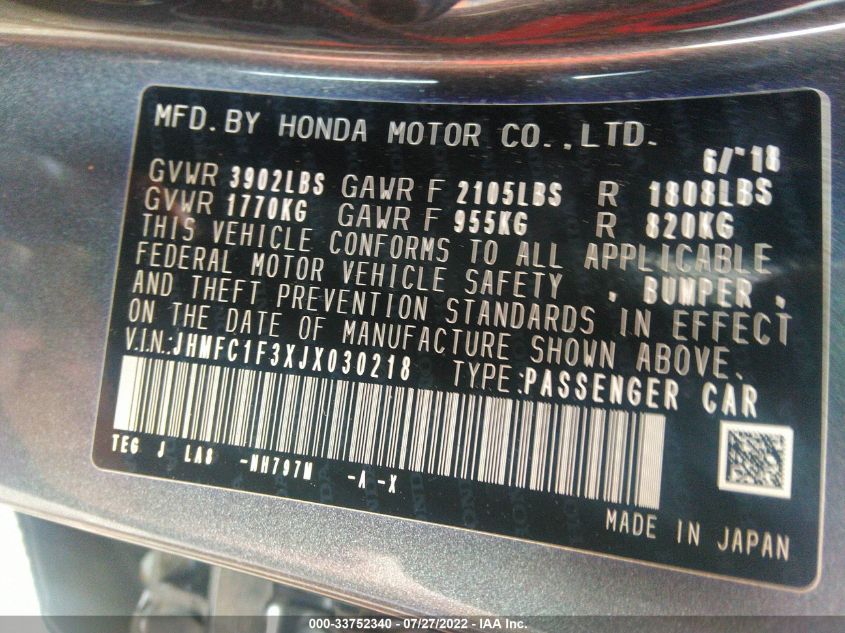 MFD.BY HONDA MOTOR CO.,LTD.
6/'18
GVWR 3902LBS GAWR F 2105LBS R 1808LBS
GVWR 1770KG GAWR F 955KG R 820KG
THIS VEHICLE CONFORMS TO ALL APPLICABLE
FEDERAL MOTOR VEHICLE SAFETY , BUMPER ,
AND THEFT PREVENTION STANDARDS IN EFFECT
ON THE DATE OF MANUFACTURE SHOWN ABOVE.
V.I.N.:JHMFC1F3XJX030218 TYPE:PASSENGER CAR
TEG J LA8 -NH797M -A -X
MADE IN JAPAN
000-33752340 - 07/27/2022 - IAA Inc.